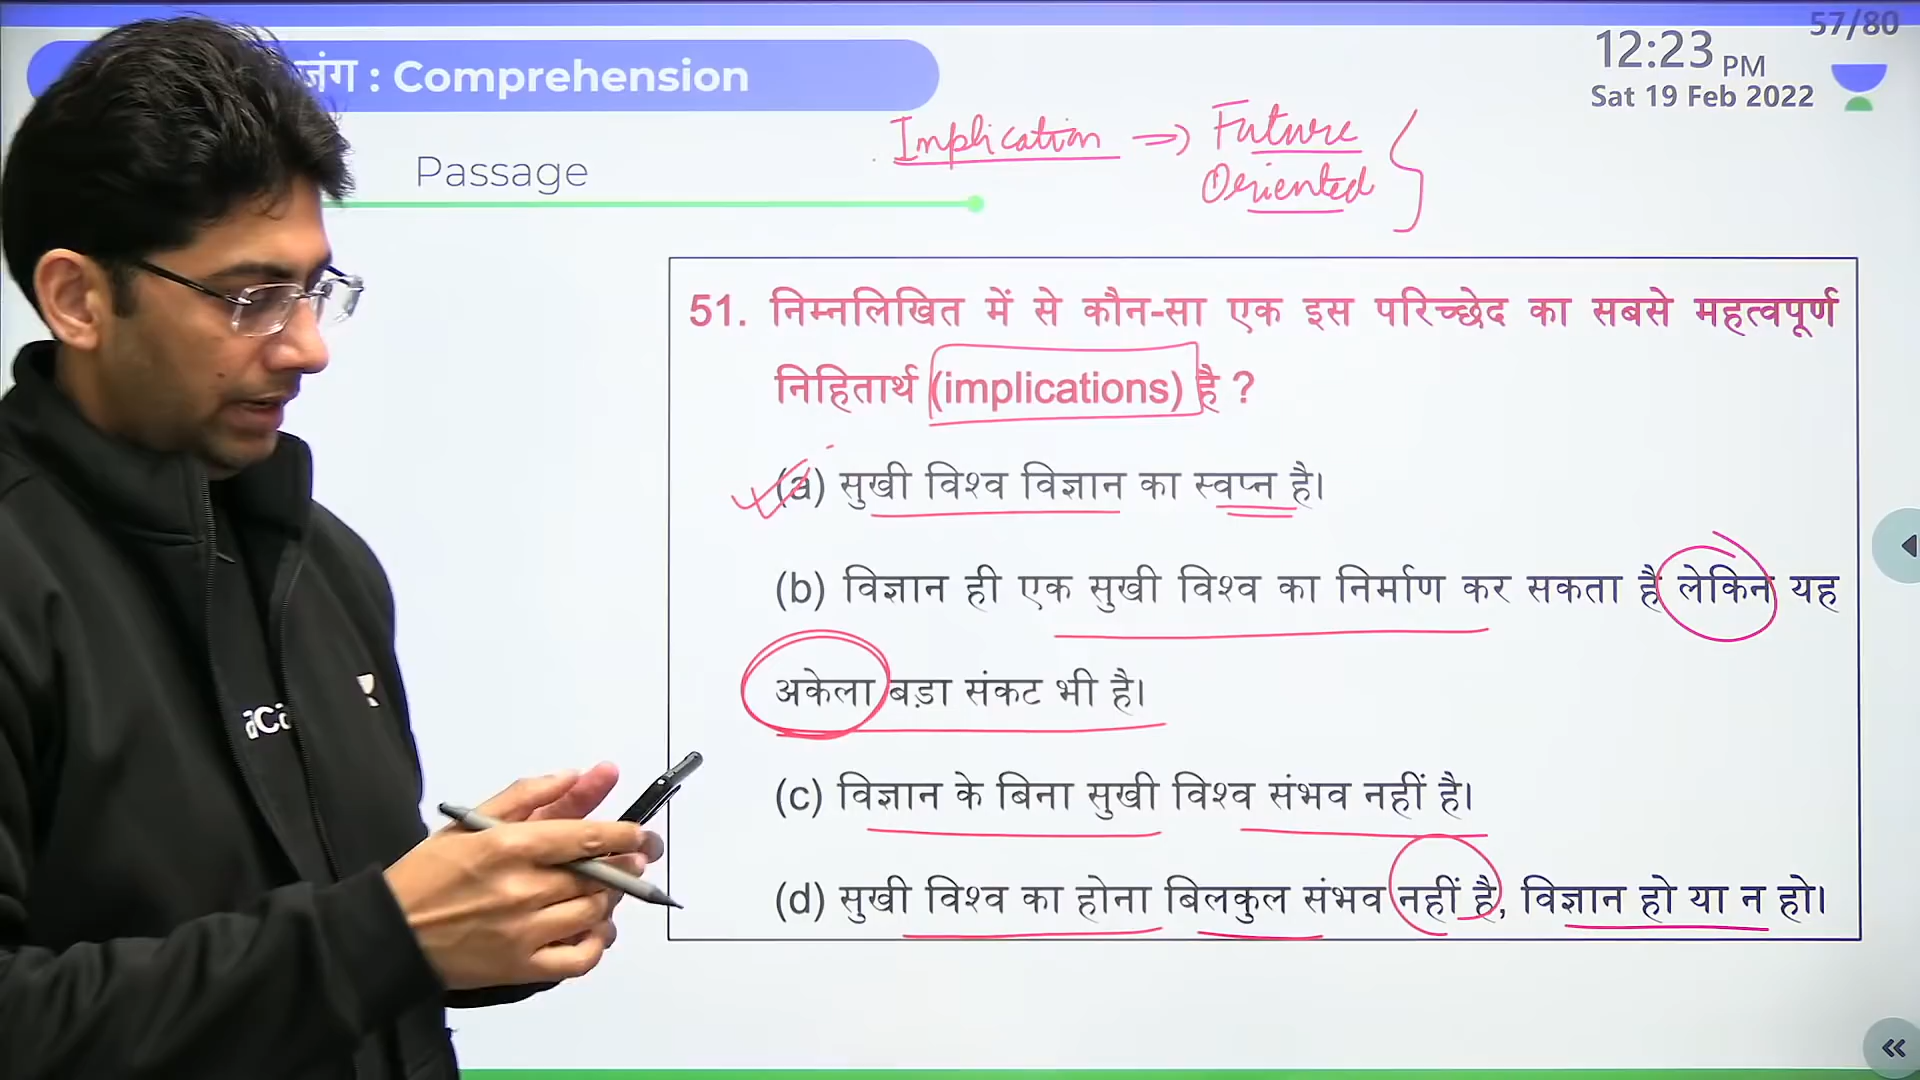 57/80
12:23 PM
Sat 19 Feb 2022
जंग : Comprehension
Implication => Future
Oriented
Passage
51. निम्नलिखित में से कौन-सा एक इस परिच्छेद का सबसे महत्वपूर्ण
निहितार्थ (implications) है ?
(a) सुखी विश्व विज्ञान का स्वप्न है।
(b) विज्ञान ही एक सुखी विश्व का निर्माण कर सकता है लेकिन यह
अकेला बड़ा संकट भी है।
(c) विज्ञान के बिना सुखी विश्व संभव नहीं है।
(d) सुखी विश्व का होना बिलकुल संभव नहीं है, विज्ञान हो या न हो।
aca